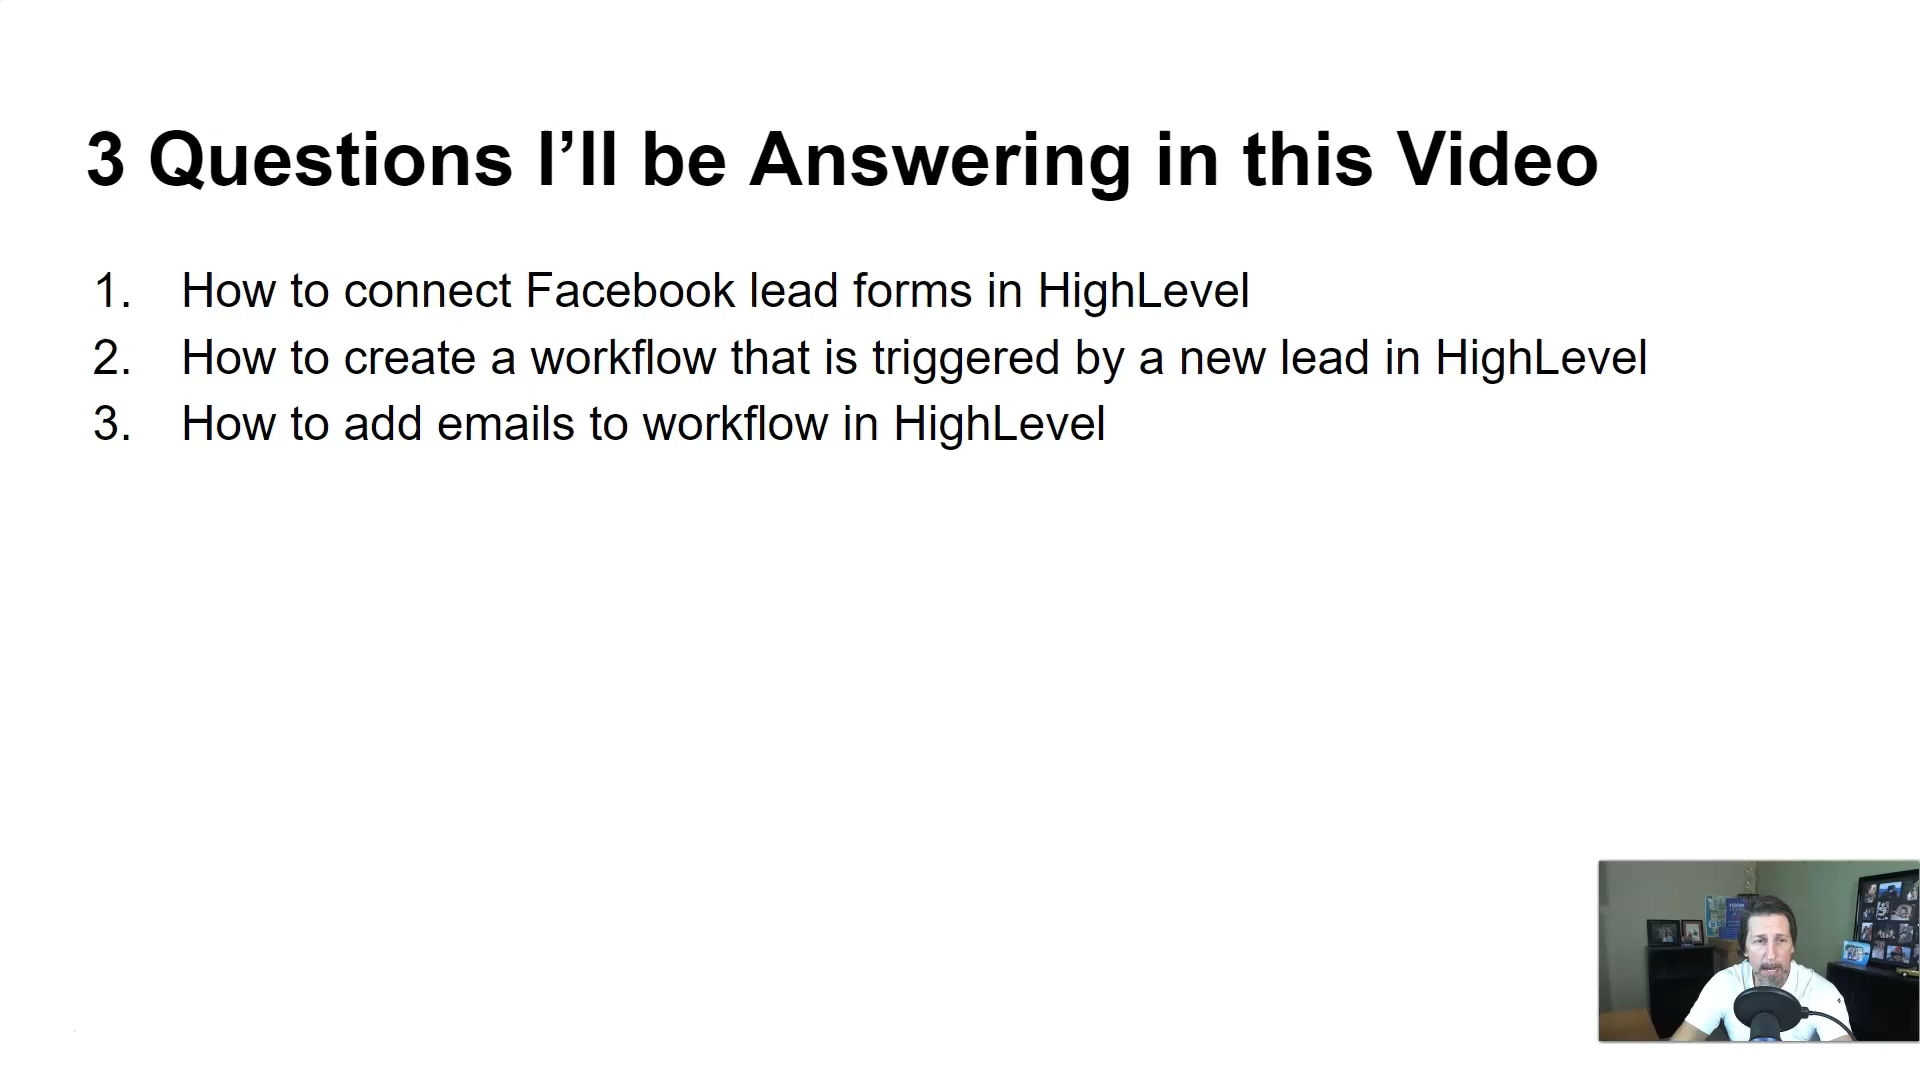 3 Questions I’ll be Answering in this Video
1. How to connect Facebook lead forms in HighLevel
2. How to create a workflow that is triggered by a new lead in HighLevel
3. How to add emails to workflow in HighLevel